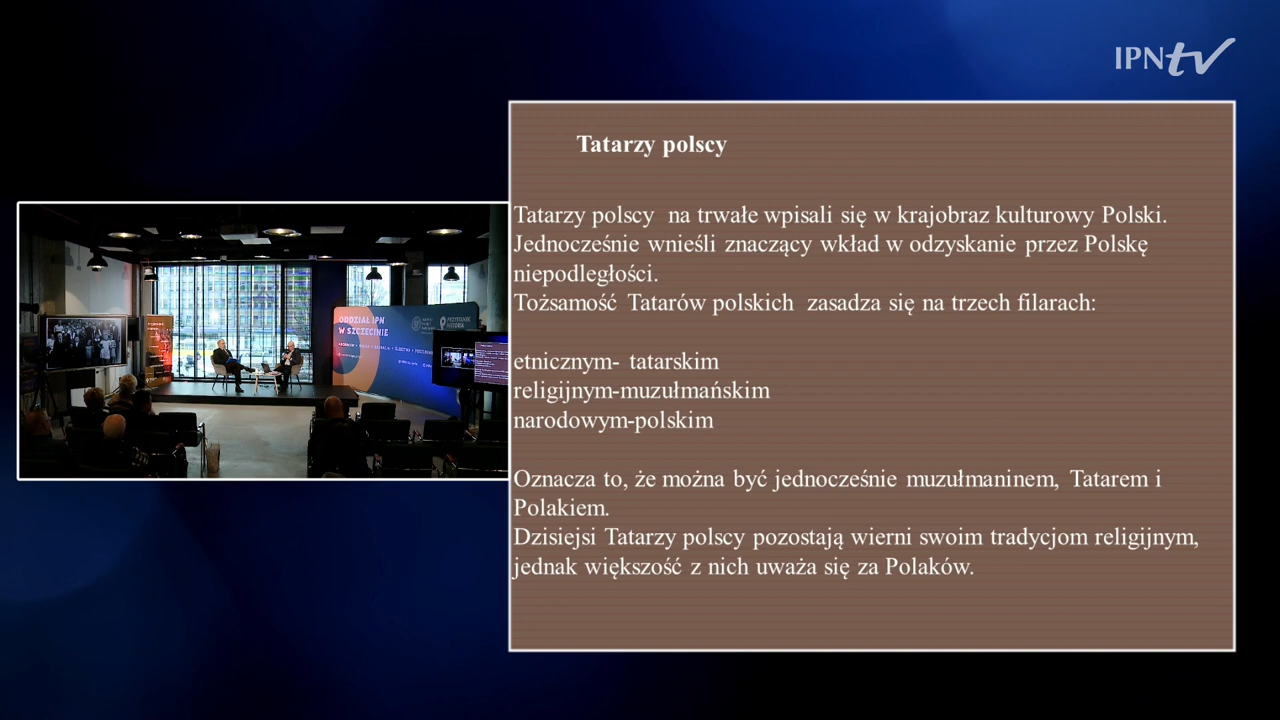 IPNtv
Tatarzy polscy
Tatarzy polscy na trwałe wpisali się w krajobraz kulturowy Polski.
Jednocześnie wnieśli znaczący wkład w odzyskanie przez Polskę
niepodległości.
Tożsamość Tatarów polskich zasadza się na trzech filarach:
etnicznym- tatarskim
religijnym-muzułmańskim
narodowym-polskim
Oznacza to, że można być jednocześnie muzułmaninem, Tatarem i
Polakiem.
Dzisiejsi Tatarzy polscy pozostają wierni swoim tradycjom religijnym,
jednak większość z nich uważa się za Polaków.
ODDZIAŁ IPN
W SZCZECINIE